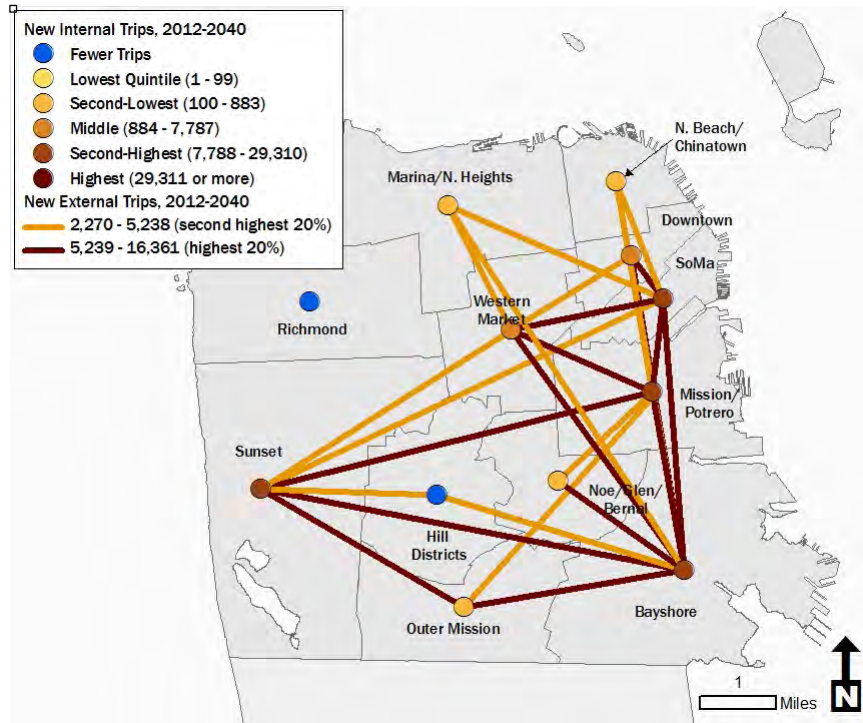 New Internal Trips, 2012-2040
Fewer Trips
Lowest Quintile (1 - 99)
Second-Lowest (100 - 883)
Middle (884 - 7,787)
Second-Highest (7,788 - 29,310)
Highest (29,311 or more)
New External Trips, 2012-2040
2,270 - 5,238 (second highest 20%)
5,239 - 16,361 (highest 20%)
N. Beach/
Chinatown
Marina/N. Heights
Downtown
SoMa
Western
Market
Richmond
Mission/
Potrero
Sunset
Noe/Glen/
Bernal
Hill
Districts
Bayshore
Outer Mission
1
Miles
N